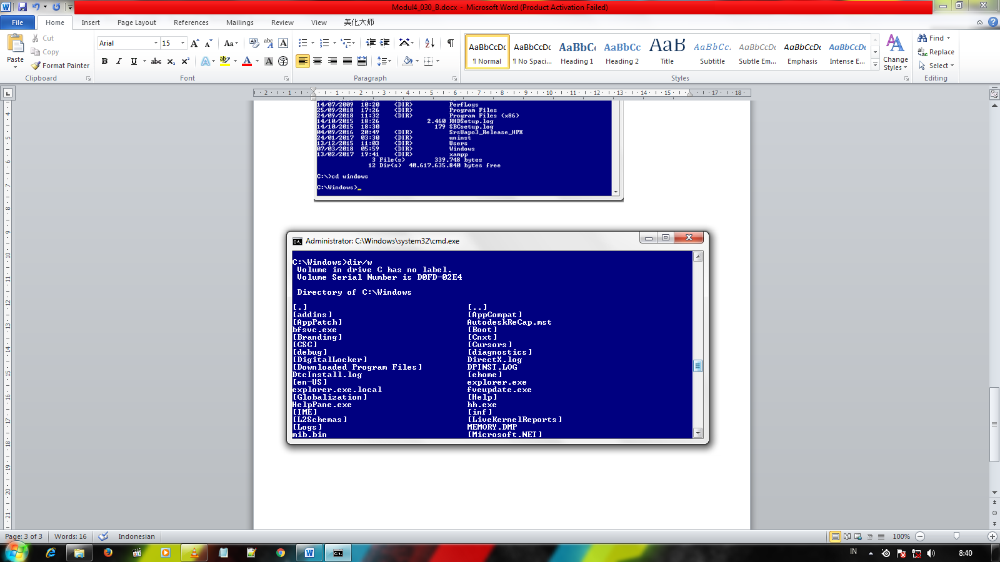 Modul4_030_B.docx - Microsoft Word (Product Activation Failed)
File Home Insert Page Layout References Mailings Review View 美化大师
Paste
Cut
Copy
Format Painter
Clipboard
Arial 15
Font
Paragraph
AaBbCcDc AaBbCcDc AaBbC AaBbCc AaB AaBbCc. AaBbCcDc AaBbCcDc AaBbCcDc
¶ Normal ¶ No Spaci... Heading 1 Heading 2 Title Subtitle Subtle Em... Emphasis Intense E...
Styles
Change Styles
Find
Replace
Select
Editing
14/07/2009 10:20 <DIR> PerfLogs
25/09/2018 17:26 <DIR> Program Files
24/09/2018 11:32 <DIR> Program Files (x86)
14/10/2015 18:26 2.460 RHDSetup.log
14/10/2015 18:30 179 SBCsetup.log
04/09/2016 20:49 <DIR> SrsUapo3_Release_HPX
24/01/2017 03:30 <DIR> uninst
13/12/2015 11:03 <DIR> Users
07/03/2018 05:59 <DIR> Windows
13/02/2017 19:41 <DIR> xampp
3 File(s) 339.748 bytes
12 Dir(s) 40.617.635.840 bytes free
C:\>cd windows
C:\Windows>_
Administrator: C:\Windows\system32\cmd.exe
C:\Windows>dir/w
Volume in drive C has no label.
Volume Serial Number is D0FD-02E4
Directory of C:\Windows
[.] [..]
[addins] [AppCompat]
[AppPatch] AutodeskReCap.mst
bfsvc.exe [Boot]
[Branding] [Cnxt]
[CSC] [Cursors]
[debug] [diagnostics]
[DigitalLocker] DirectX.log
[Downloaded Program Files] DPINST.LOG
DtcInstall.log [ehome]
[en-US] explorer.exe
explorer.exe.local fveupdate.exe
[Globalization] [Help]
HelpPane.exe hh.exe
[IME] [inf]
[L2Schemas] [LiveKernelReports]
[Logs] MEMORY.DMP
mib.bin [Microsoft.NET]
Page: 3 of 3 Words: 16 Indonesian 100%
IN 8:40